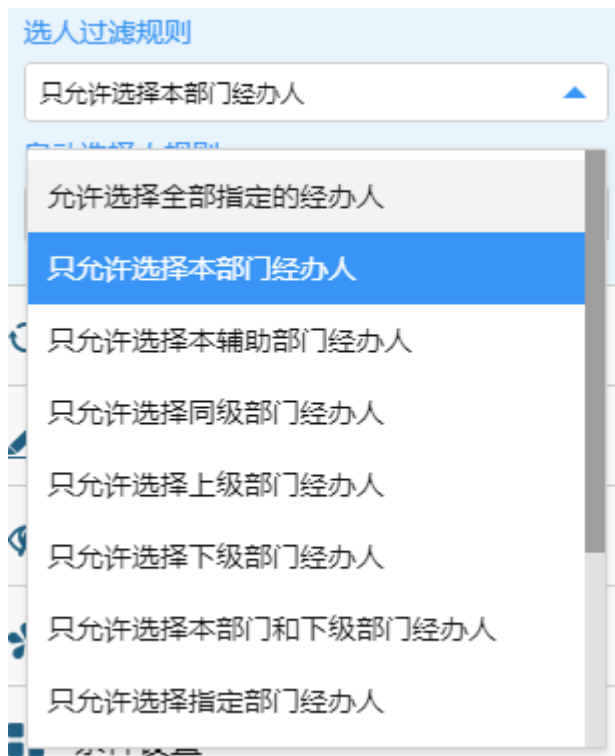 选人过滤规则
只允许选择本部门经办人
允许选择全部指定的经办人
只允许选择本部门经办人
只允许选择本辅助部门经办人
只允许选择同级部门经办人
只允许选择上级部门经办人
只允许选择下级部门经办人
只允许选择本部门和下级部门经办人
只允许选择指定部门经办人